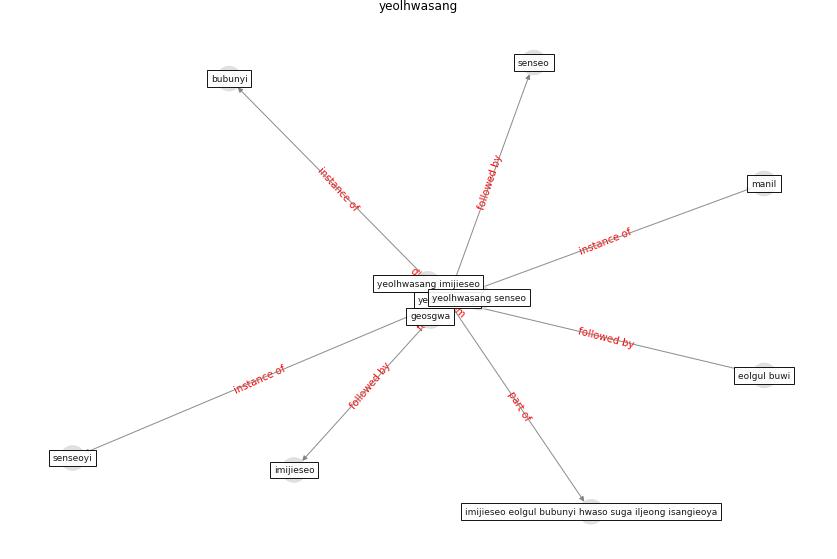 yeolhwasang
senseo
bubunyi
followed by
manil
instance of
instance of
yeolhwasang imijieseo
yeolhwasang senseo
geosgwa
followed by
eolgul buwi
instance of
followed by
part of
senseoyi
imijieseo
imijieseo eolgul bubunyi hwaso suga iljeong isangieoya